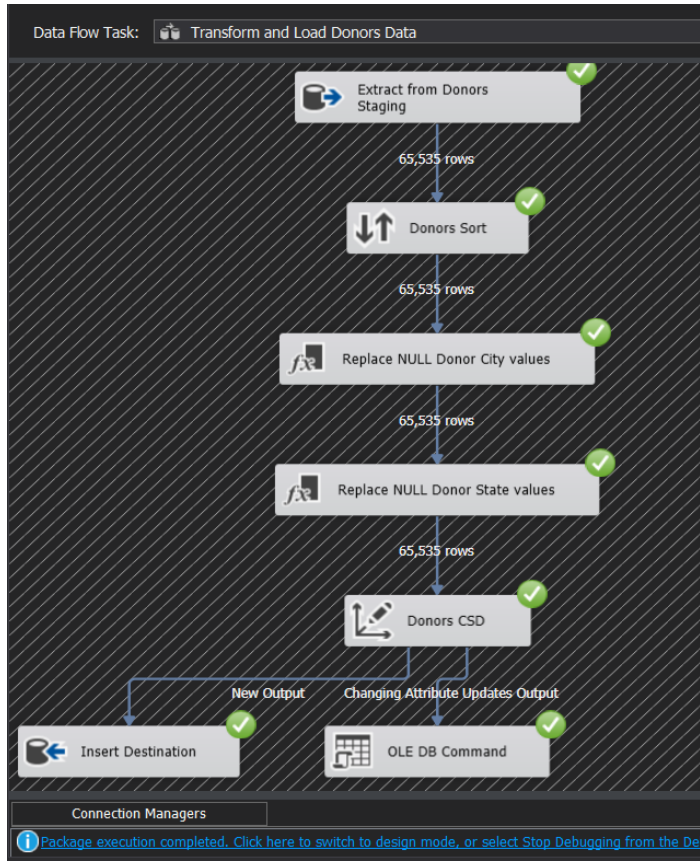 Data Flow Task: Transform and Load Donors Data
Extract from Donors
Staging
65,535 rows
Donors Sort
65,535 rows
Replace NULL Donor City values
65,535 rows
Replace NULL Donor State values
65,535 rows
Donors CSD
New Output Changing Attribute Updates Output
Insert Destination OLE DB Command
Connection Managers
Package execution completed. Click here to switch to design mode, or select Stop Debugging from the De